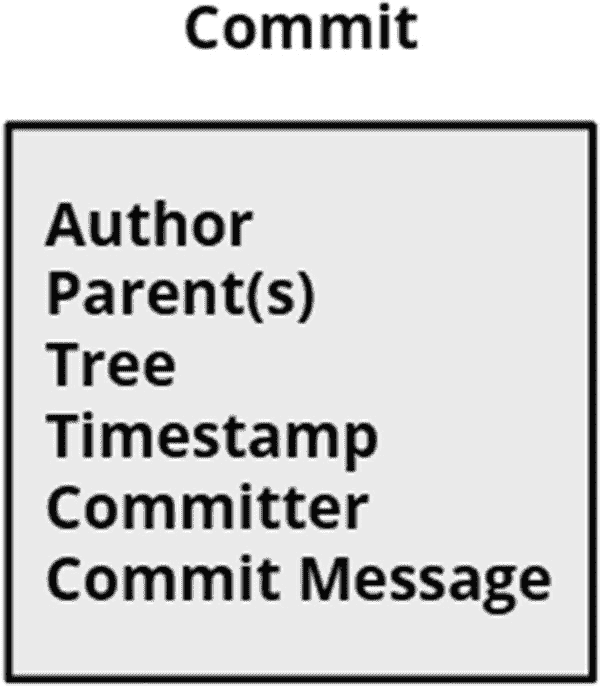 Commit
Author
Parent(s)
Tree
Timestamp
Committer
Commit Message